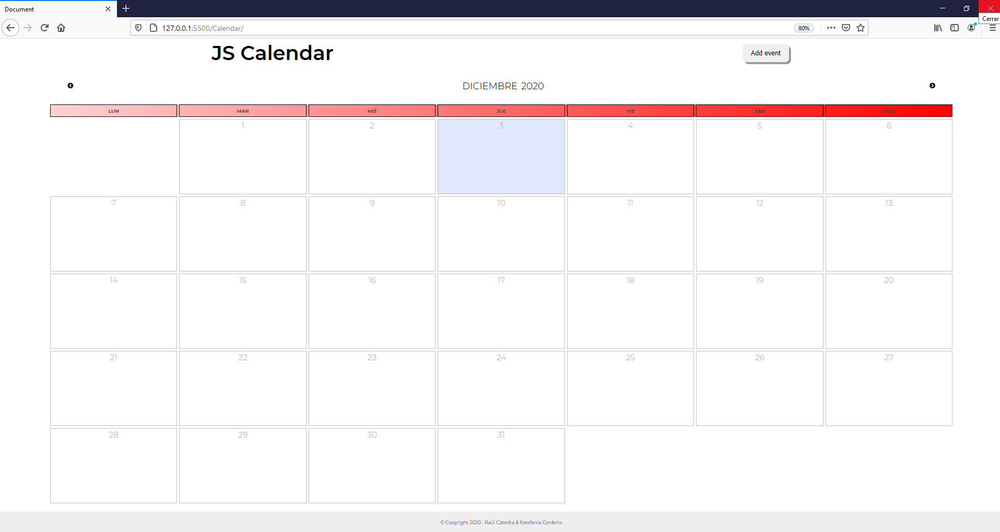 Document
Cerrar
127.0.0.1:5500/Calendar/
80%
JS Calendar
Add event
DICIEMBRE 2020
LUN MAR MIÉ JUE VIE SÁB DOM
1 2 3 4 5 6
7 8 9 10 11 12 13
14 15 16 17 18 19 20
21 22 23 24 25 26 27
28 29 30 31
© Copyright 2020 · Raúl Cátedra & Estefanía Cordeiro